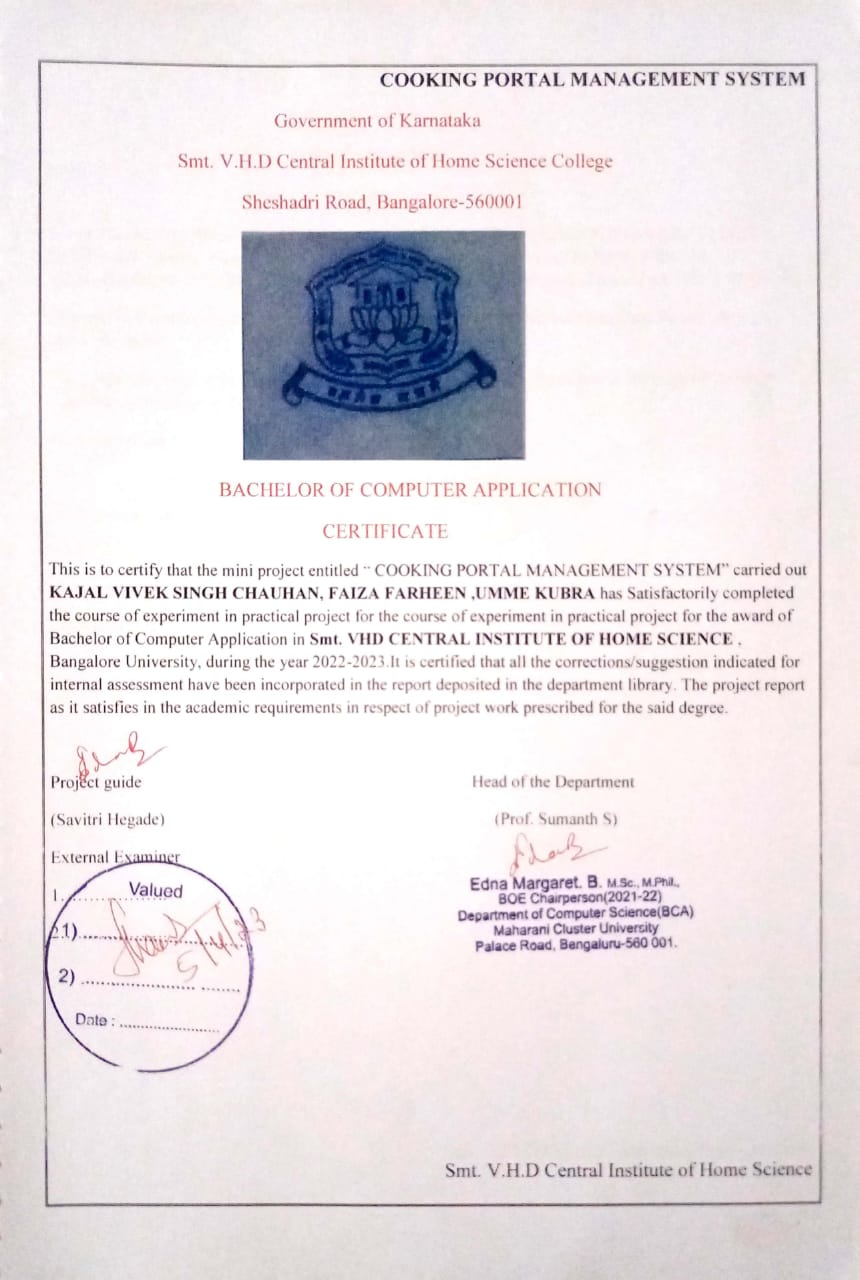 COOKING PORTAL MANAGEMENT SYSTEM
Government of Karnataka
Smt. V.H.D Central Institute of Home Science College
Sheshadri Road, Bangalore-560001
BACHELOR OF COMPUTER APPLICATION
CERTIFICATE
This is to certify that the mini project entitled “ COOKING PORTAL MANAGEMENT SYSTEM” carried out
KAJAL VIVEK SINGH CHAUHAN, FAIZA FARHEEN ,UMME KUBRA has Satisfactorily completed
the course of experiment in practical project for the course of experiment in practical project for the award of
Bachelor of Computer Application in Smt. VHD CENTRAL INSTITUTE OF HOME SCIENCE ,
Bangalore University, during the year 2022-2023.It is certified that all the corrections/suggestion indicated for
internal assessment have been incorporated in the report deposited in the department library. The project report
as it satisfies in the academic requirements in respect of project work prescribed for the said degree.
Project guide
Head of the Department
(Savitri Hegade)
(Prof. Sumanth S)
External Examiner
Edna Margaret. B. M.Sc., M.Phil.,
BOE Chairperson(2021-22)
Department of Computer Science(BCA)
Maharani Cluster University
Palace Road, Bengaluru-560 001.
1. Valued
21)....................
5/4/23
2) ....................
Date : ....................
Smt. V.H.D Central Institute of Home Science